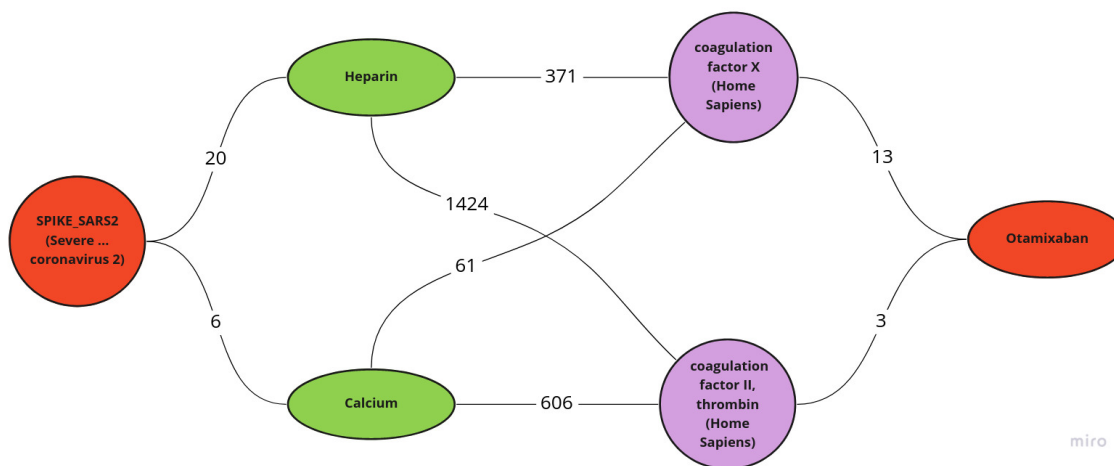 coagulation
factor X
(Home
Sapiens)
Heparin
371
20
13
1424
SPIKE_SARS2
(Severe ...
coronavirus 2)
Otamixaban
61
6
3
coagulation
factor II,
thrombin
(Home
Sapiens)
Calcium
606
miro